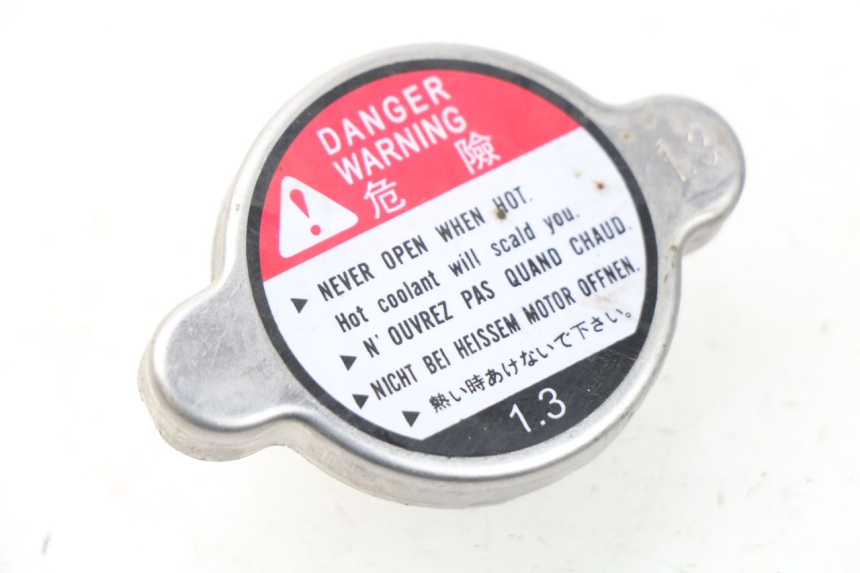 DANGER
WARNING
危 險
▶ NEVER OPEN WHEN HOT.
Hot coolant will scald you.
▶ N' OUVREZ PAS QUAND CHAUD.
▶ NICHT BEI HEISSEM MOTOR OFFNEN.
▶ 熱い時あけないで下さい。
1.3
1.3